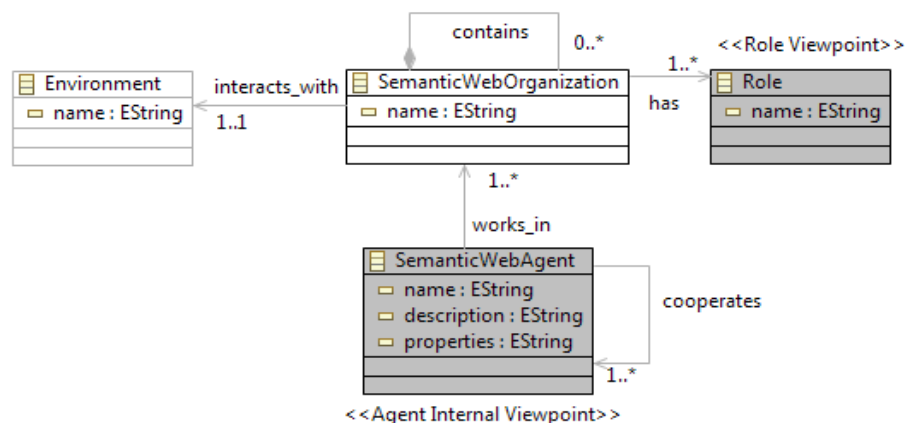 contains
0..*
<<Role Viewpoint>>
Environment
name : EString
interacts_with
1..1
SemanticWebOrganization
name : EString
1..*
has
Role
name : EString
1..*
works_in
SemanticWebAgent
name : EString
description : EString
properties : EString
cooperates
1..*
<<Agent Internal Viewpoint>>